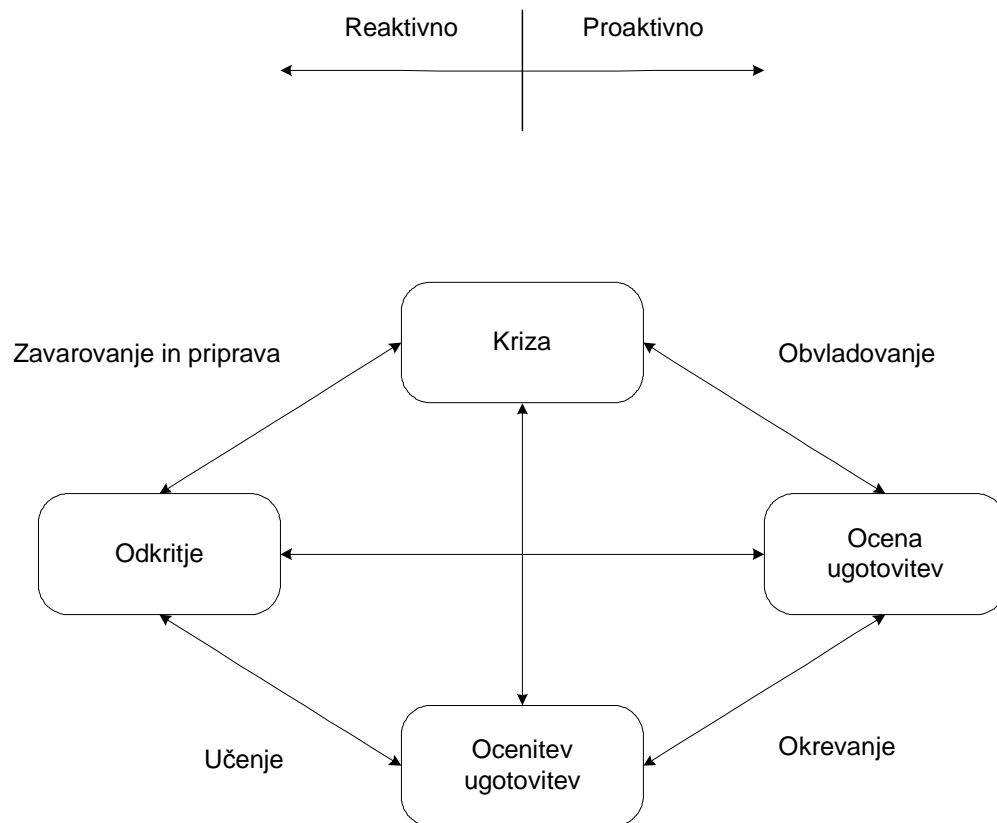 Reaktivno
Proaktivno
Kriza
Zavarovanje in priprava
Obvladovanje
Odkritje
Ocena
ugotovitev
Učenje
Ocenitev
ugotovitev
Okrevanje